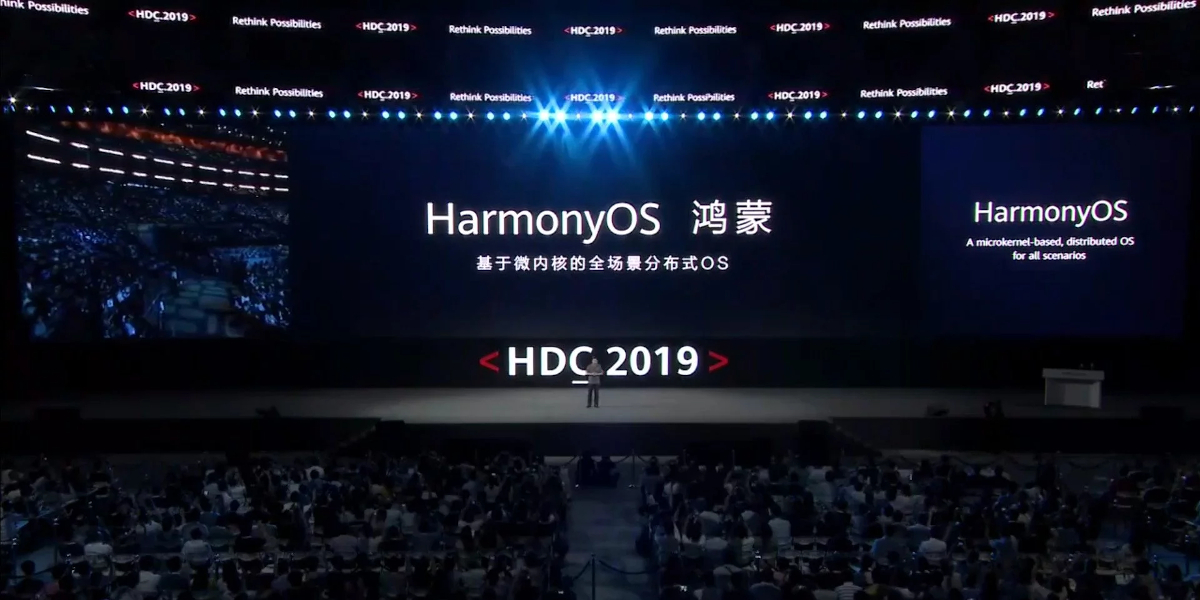 Rethink Possibilities <HDC.2019> Rethink Possibilities <HDC.2019> Rethink Possibilities <HDC.2019> Rethink Possibilities <HDC.2019> Rethink Possibilities <HDC.2019> Rethink Possibilities
<HDC.2019> Rethink Possibilities <HDC.2019> Rethink Possibilities <HDC.2019> Rethink Possibilities <HDC.2019> Rethink Possibilities <HDC.2019> Ret
HarmonyOS 鸿蒙
基于微内核的全场景分布式OS
HarmonyOS
A microkernel-based, distributed OS
for all scenarios
<HDC.2019>